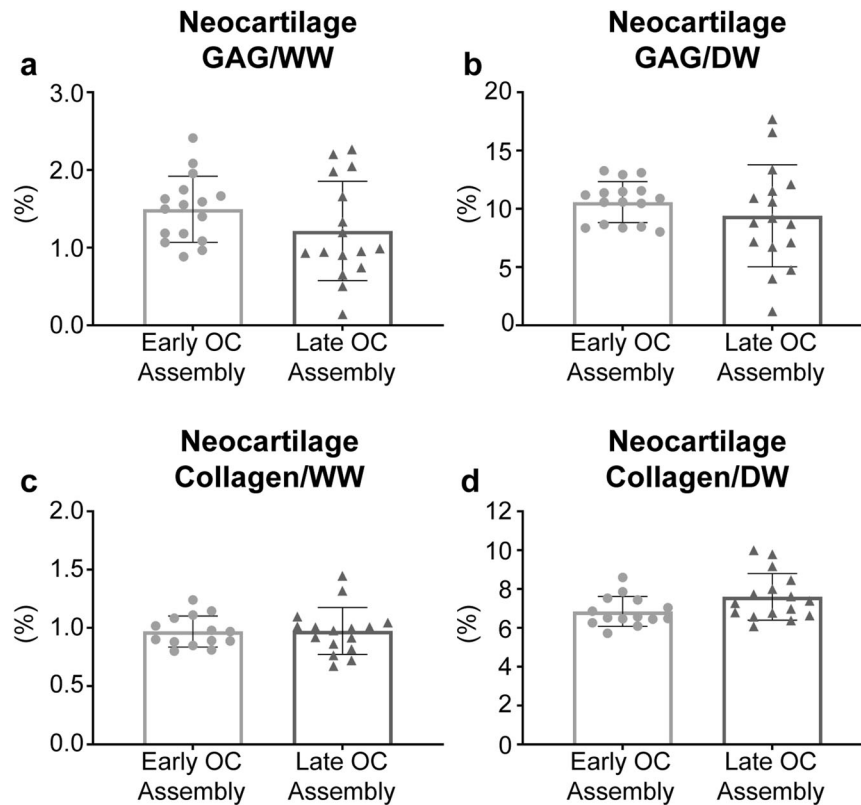 Neocartilage
GAG/WW
a
3.0
2.0
1.0
0.0
(%)
Early OC
Assembly
Late OC
Assembly
Neocartilage
GAG/DW
b
20
15
10
5
0
(%)
Early OC
Assembly
Late OC
Assembly
Neocartilage
Collagen/WW
c
2.0
1.5
1.0
0.5
0.0
(%)
Early OC
Assembly
Late OC
Assembly
Neocartilage
Collagen/DW
d
12
10
8
6
4
2
0
(%)
Early OC
Assembly
Late OC
Assembly